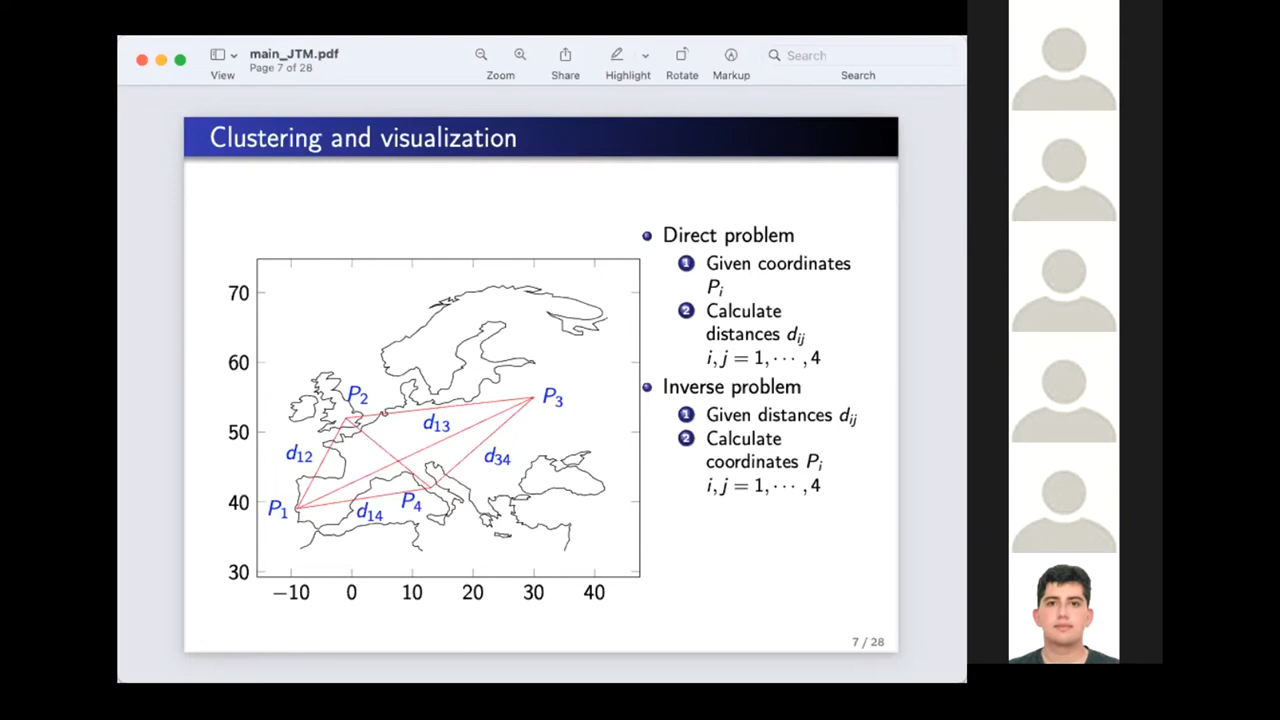 main_JTM.pdf
Page 7 of 28
View
Zoom
Share
Highlight
Rotate
Markup
Search
Search
Clustering and visualization
70
60
50
40
30
−10 0 10 20 30 40
P2
P3
d13
d12
d34
P1
P4
d14
Direct problem
1 Given coordinates
Pi
2 Calculate
distances dij
i, j = 1, ··· , 4
Inverse problem
1 Given distances dij
2 Calculate
coordinates Pi
i, j = 1, ··· , 4
7 / 28